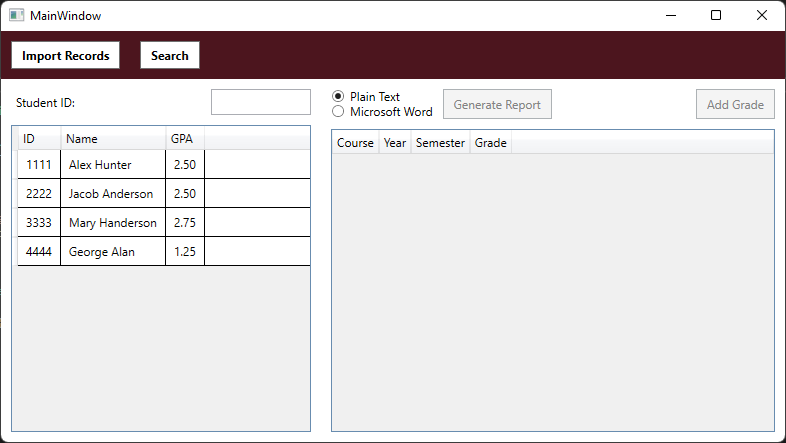 MainWindow
Import Records Search
Student ID:
Plain Text
Microsoft Word
Generate Report
Add Grade
ID Name GPA
1111 Alex Hunter 2.50
2222 Jacob Anderson 2.50
3333 Mary Handerson 2.75
4444 George Alan 1.25
Course Year Semester Grade